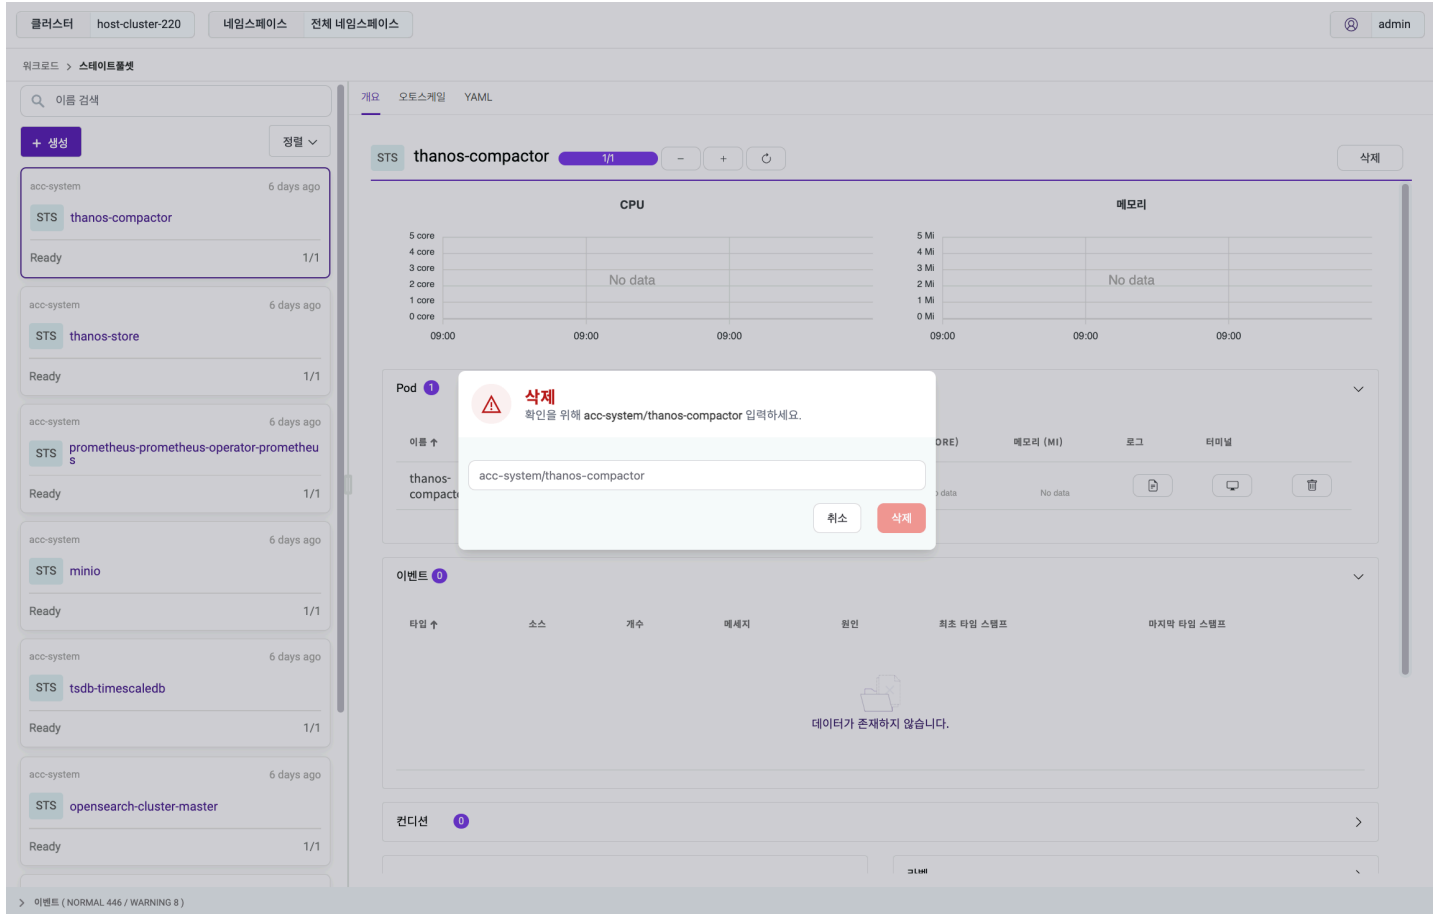 클러스터 host-cluster-220 네임스페이스 전체 네임스페이스 admin
워크로드 > 스테이트풀셋
이름 검색
+ 생성 정렬
acc-system 6 days ago
STS thanos-compactor
Ready 1/1
acc-system 6 days ago
STS thanos-store
Ready 1/1
acc-system 6 days ago
STS prometheus-prometheus-operator-prometheu
s
Ready 1/1
acc-system 6 days ago
STS minio
Ready 1/1
acc-system 6 days ago
STS tsdb-timescaledb
Ready 1/1
acc-system 6 days ago
STS opensearch-cluster-master
Ready 1/1
개요 오토스케일 YAML
STS thanos-compactor 1/1 - + 삭제
CPU
5 core
4 core
3 core
2 core
1 core
0 core
No data
09:00 09:00 09:00
메모리
5 Mi
4 Mi
3 Mi
2 Mi
1 Mi
0 Mi
No data
09:00 09:00 09:00
Pod 1
이름 ORE) 메모리 (MI) 로그 터미널
thanos-
compact
data No data
삭제
확인을 위해 acc-system/thanos-compactor 입력하세요.
acc-system/thanos-compactor
취소 삭제
이벤트 0
타입 소스 개수 메세지 원인 최초 타임 스탬프 마지막 타임 스탬프
데이터가 존재하지 않습니다.
컨디션 0
> 이벤트 ( NORMAL 446 / WARNING 8 )